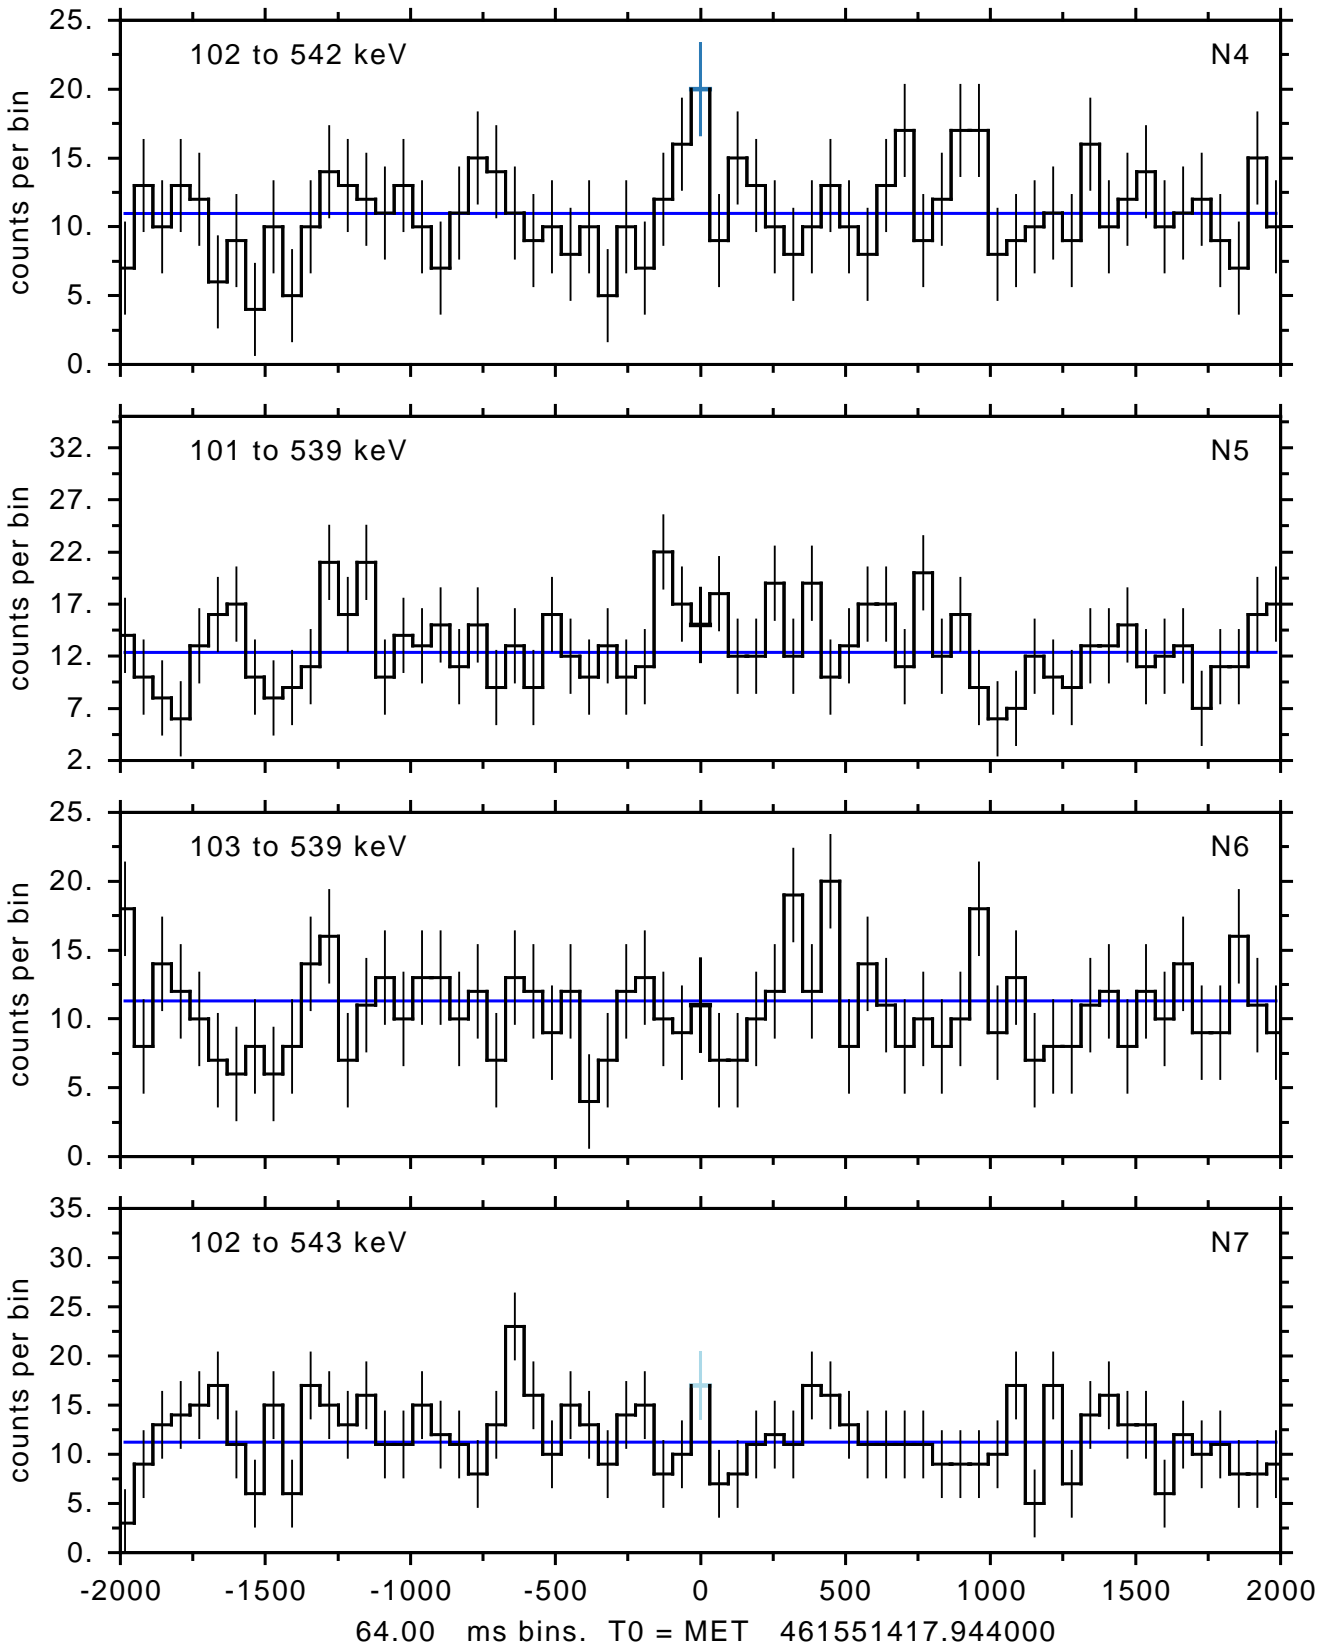 25.
102 to 542 keV N4
20.
15.
10.
5.
0.
counts per bin
101 to 539 keV N5
32.
27.
22.
17.
12.
7.
2.
counts per bin
25.
103 to 539 keV N6
20.
15.
10.
5.
0.
counts per bin
35.
102 to 543 keV N7
30.
25.
20.
15.
10.
5.
0.
counts per bin
-2000 -1500 -1000 -500 0 500 1000 1500 2000
64.00 ms bins. T0 = MET 461551417.944000